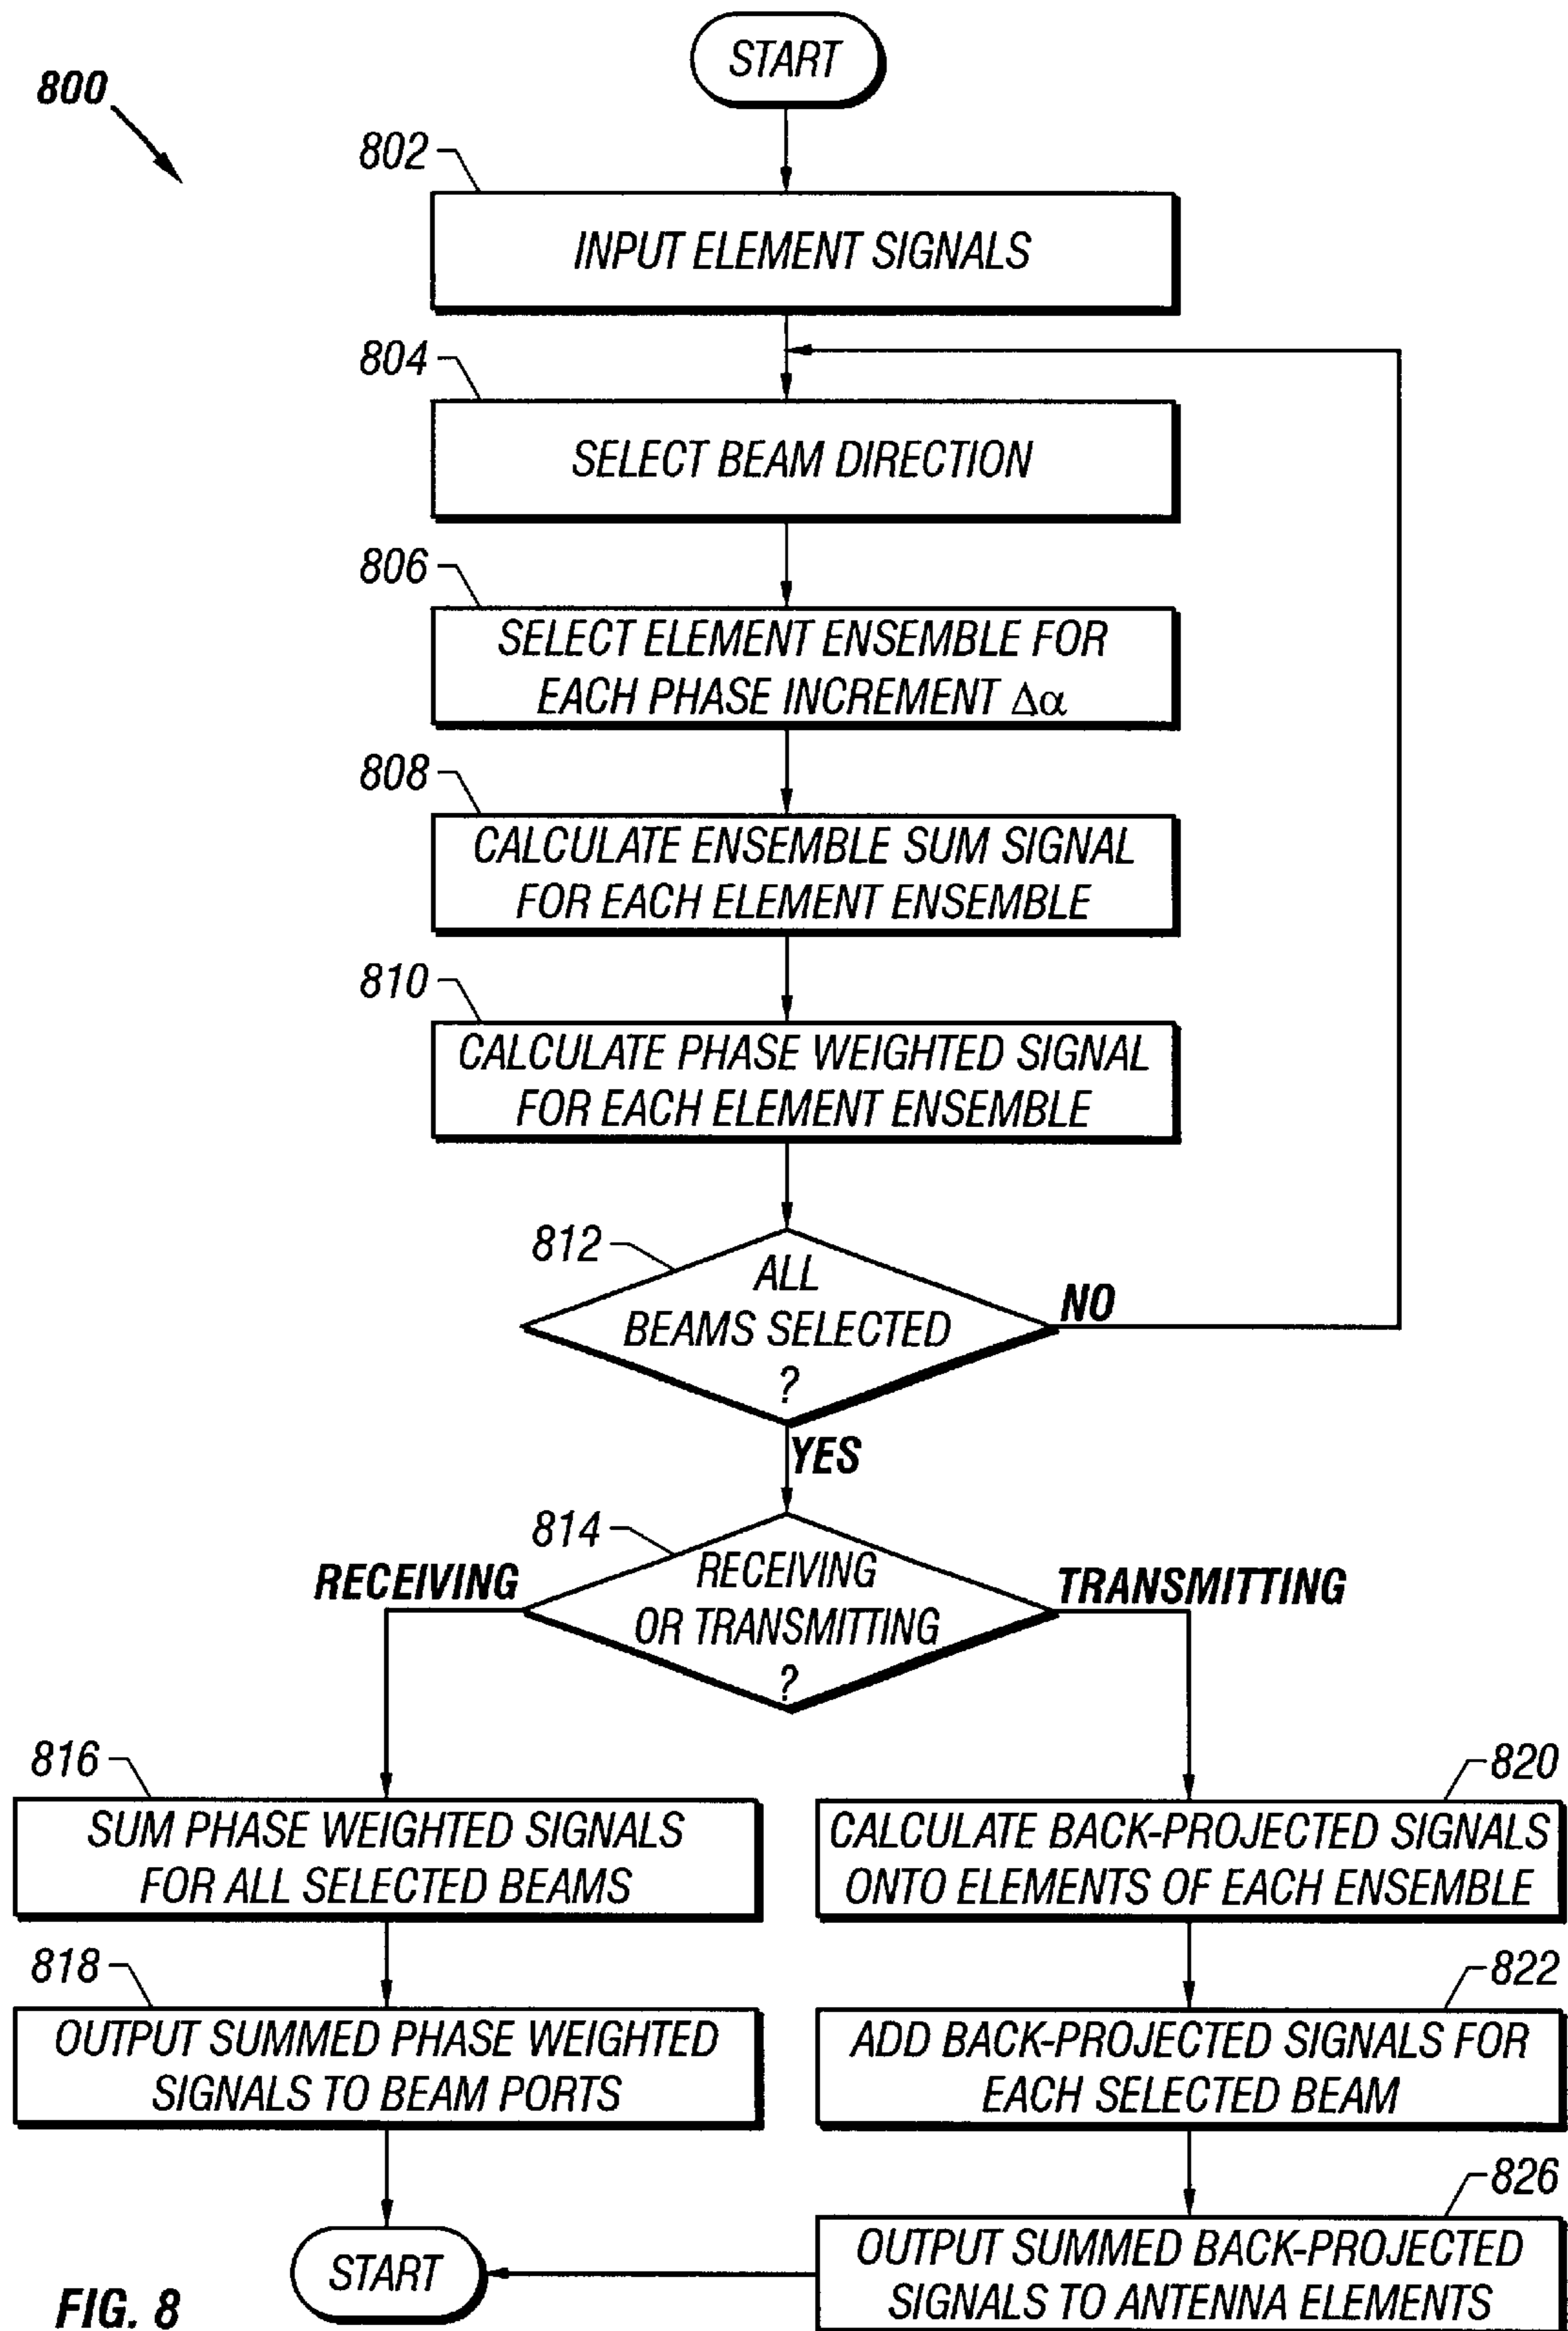 START
800
802
INPUT ELEMENT SIGNALS
804
SELECT BEAM DIRECTION
806
SELECT ELEMENT ENSEMBLE FOR
EACH PHASE INCREMENT Δα
808
CALCULATE ENSEMBLE SUM SIGNAL
FOR EACH ELEMENT ENSEMBLE
810
CALCULATE PHASE WEIGHTED SIGNAL
FOR EACH ELEMENT ENSEMBLE
812
ALL
BEAMS SELECTED
?
NO
YES
814
RECEIVING
OR TRANSMITTING
?
RECEIVING
TRANSMITTING
816
SUM PHASE WEIGHTED SIGNALS
FOR ALL SELECTED BEAMS
818
OUTPUT SUMMED PHASE WEIGHTED
SIGNALS TO BEAM PORTS
START
820
CALCULATE BACK-PROJECTED SIGNALS
ONTO ELEMENTS OF EACH ENSEMBLE
822
ADD BACK-PROJECTED SIGNALS FOR
EACH SELECTED BEAM
826
OUTPUT SUMMED BACK-PROJECTED
SIGNALS TO ANTENNA ELEMENTS
FIG. 8